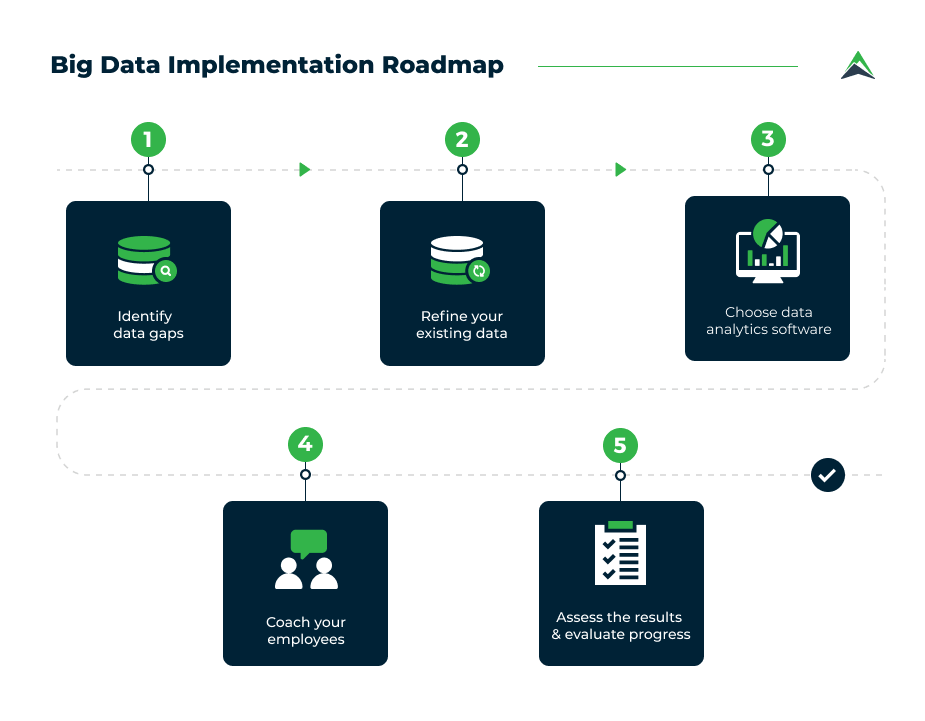 Big Data Implementation Roadmap
1
2
3
Identify
data gaps
Refine your
existing data
Choose data
analytics software
4
5
Coach your
employees
Assess the results
& evaluate progress